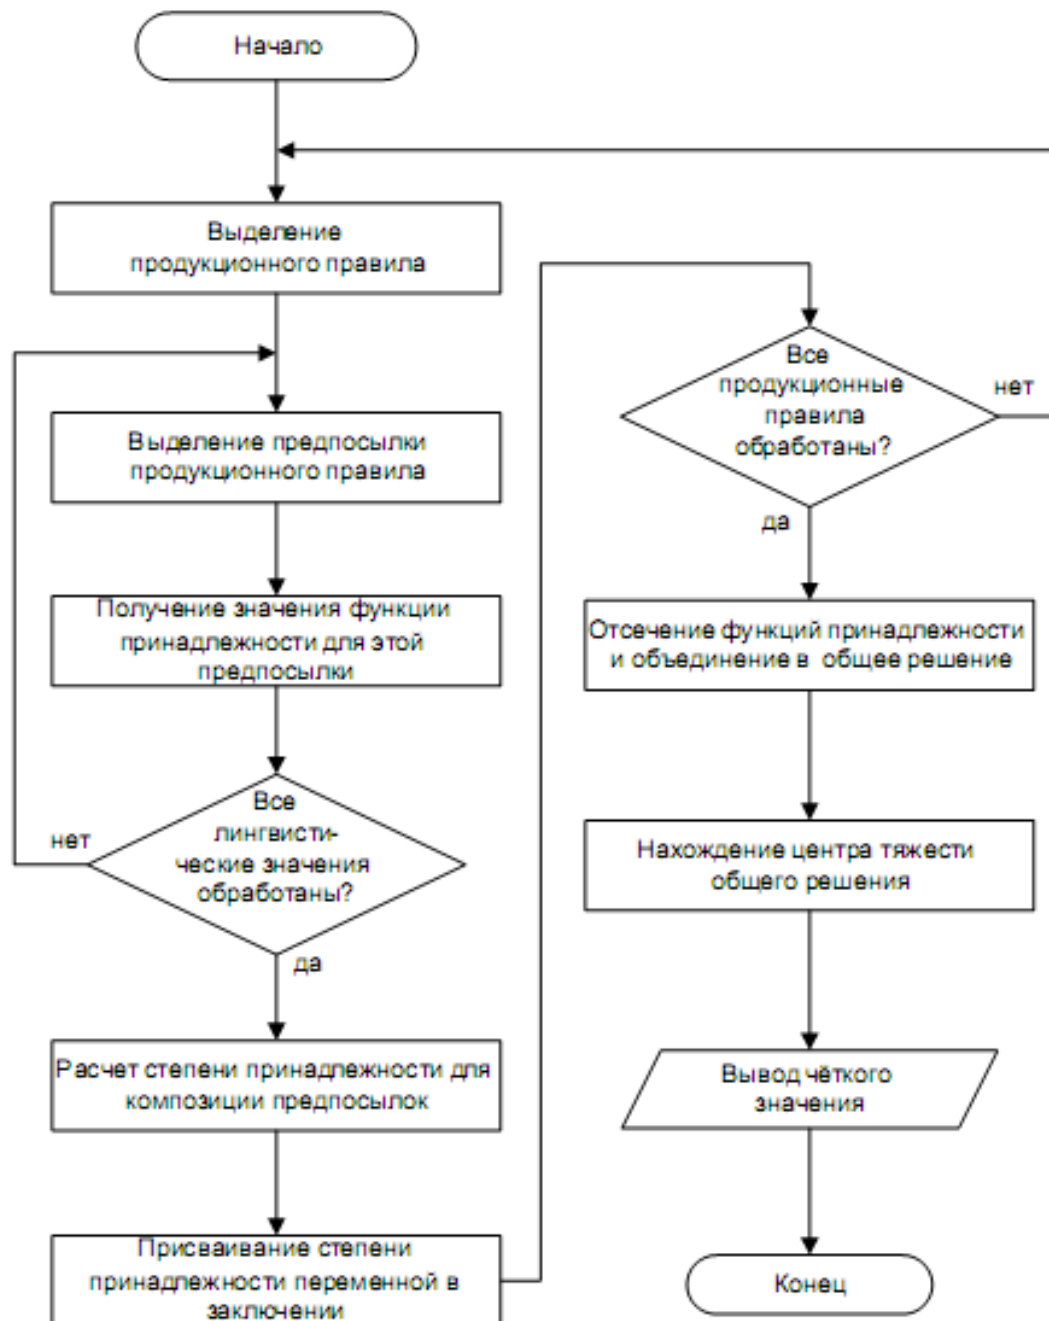 Начало
Выделение
продукционного правила
Выделение предпосылки
продукционного правила
Получение значения функции
принадлежности для этой
предпосылки
Все
лингвисти-
ческие значения
обработаны?
нет
да
Расчет степени принадлежности для
композиции предпосылок
Присваивание степени
принадлежности переменной в
заключении
Все
продукционные
правила
обработаны?
нет
да
Отсечение функций принадлежности
и объединение в общее решение
Нахождение центра тяжести
общего решения
Вывод чёткого
значения
Конец